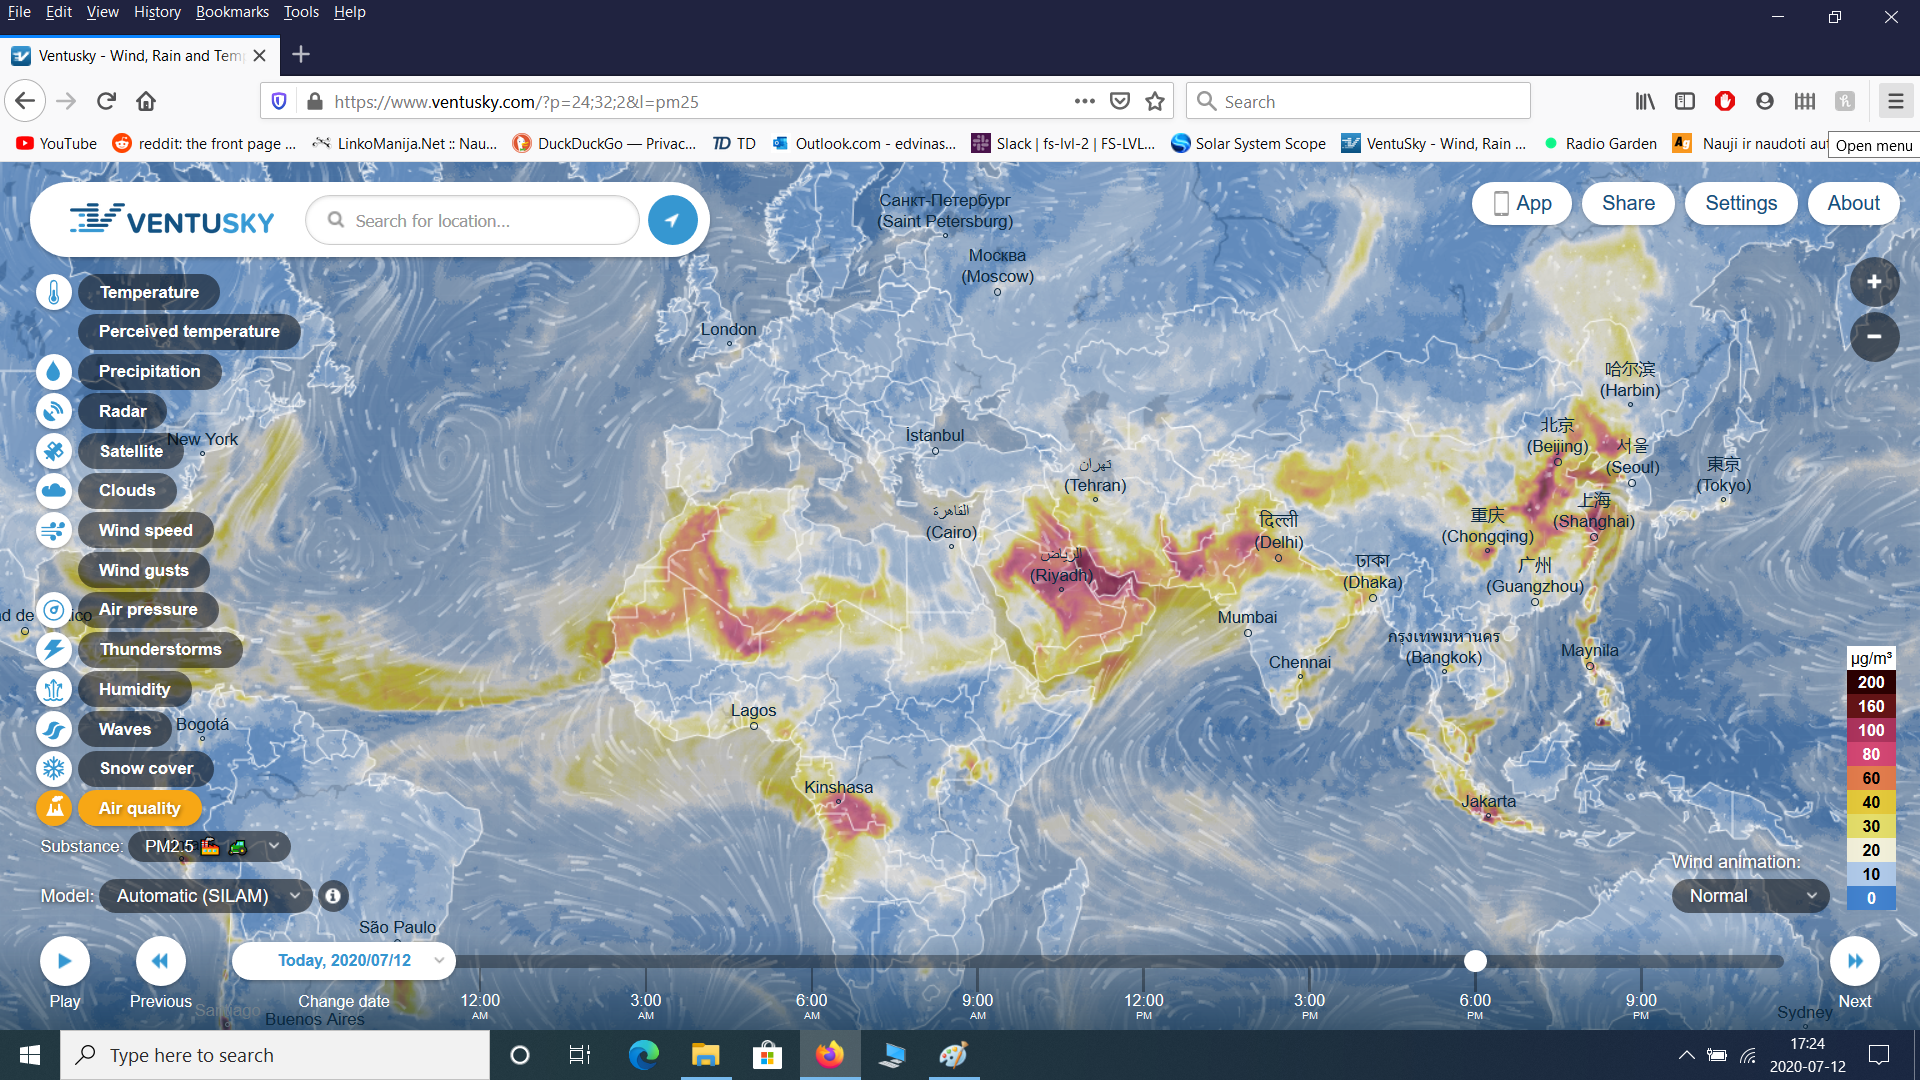 File Edit View History Bookmarks Tools Help
Ventusky - Wind, Rain and Temp
https://www.ventusky.com/?p=24;32;2&l=pm25
Search
YouTube
reddit: the front page ...
LinkoManija.Net :: Nau...
DuckDuckGo — Privac...
TD
Outlook.com - edvinas...
Slack | fs-lvl-2 | FS-LVL...
Solar System Scope
VentuSky - Wind, Rain ...
Radio Garden
Ag
Nauji ir naudoti au
Open menu
VENTUSKY
Search for location...
App
Share
Settings
About
Temperature
Perceived temperature
Precipitation
Radar
Satellite
Clouds
Wind speed
Wind gusts
Air pressure
Thunderstorms
Humidity
Waves
Snow cover
Air quality
Substance: PM2.5
Model: Automatic (SILAM)
Санкт-Петербург
(Saint Petersburg)
Москва
(Moscow)
London
New York
İstanbul
تهران
(Tehran)
القاهرة
(Cairo)
الرياض
(Riyadh)
दिल्ली
(Delhi)
ঢাকা
(Dhaka)
Mumbai
Chennai
กรุงเทพมหานคร
(Bangkok)
哈尔滨
(Harbin)
北京
(Beijing)
서울
(Seoul)
東京
(Tokyo)
上海
(Shanghai)
重庆
(Chongqing)
广州
(Guangzhou)
Maynila
Jakarta
Lagos
Kinshasa
Bogotá
São Paulo
Santiago
Buenos Aires
Sydney
µg/m³
200
160
100
80
60
40
30
20
10
0
Wind animation:
Normal
Play
Previous
Today, 2020/07/12
Change date
12:00 AM
3:00 AM
6:00 AM
9:00 AM
12:00 PM
3:00 PM
6:00 PM
9:00 PM
Next
Type here to search
17:24
2020-07-12